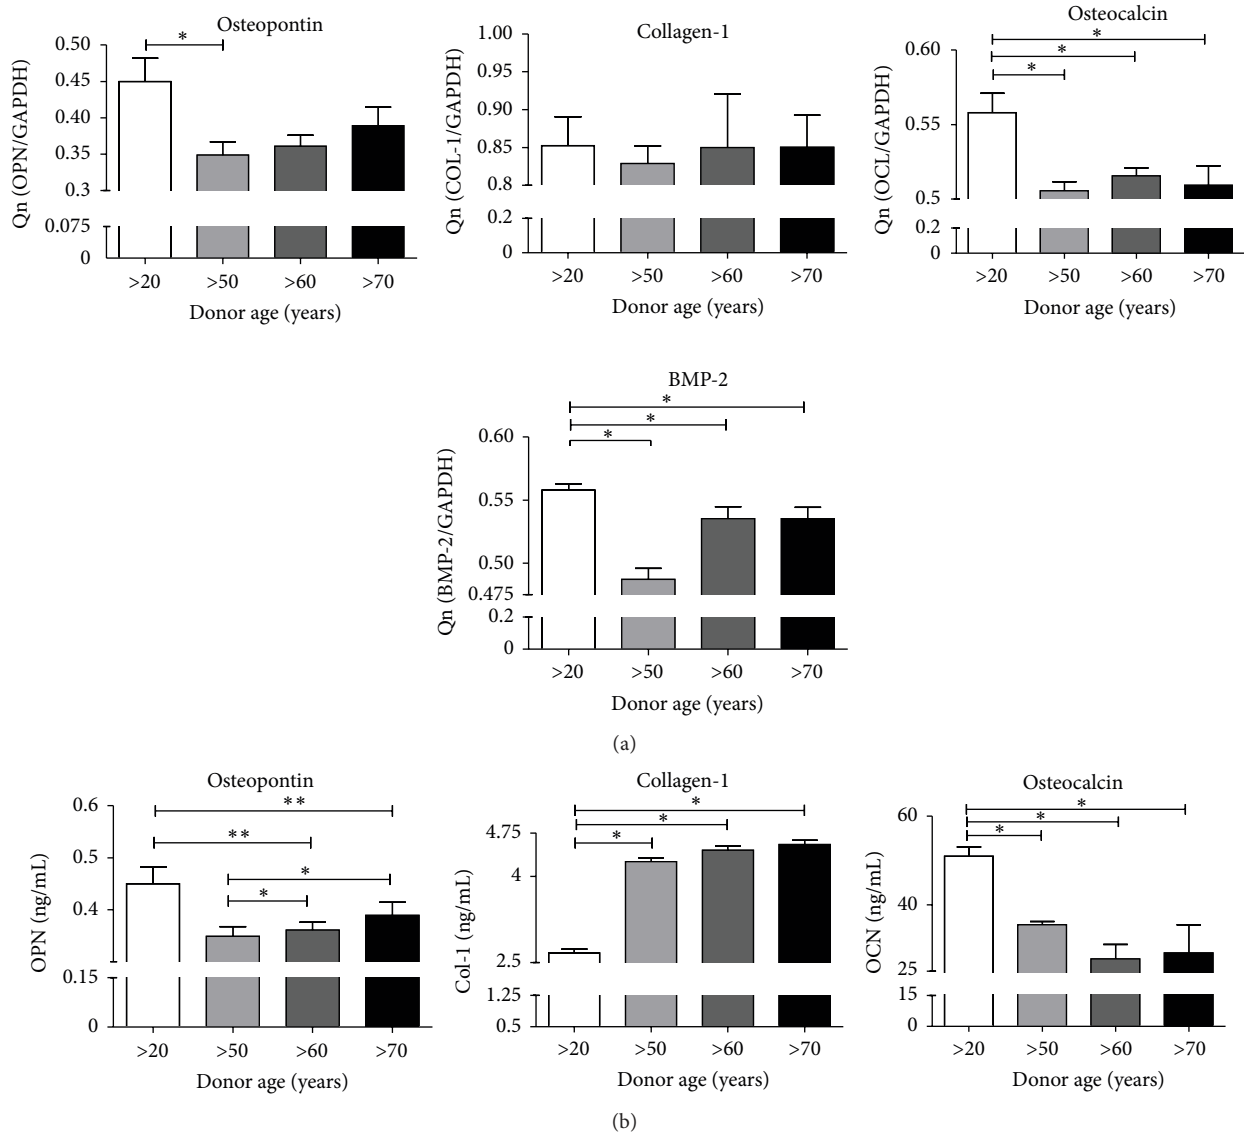 Osteopontin
*
Qn (OPN/GAPDH)
0.50
0.45
0.40
0.35
0.3
0.075
0
>20 >50 >60 >70
Donor age (years)
Collagen-1
Qn (COL-1/GAPDH)
1.00
0.95
0.90
0.85
0.8
0.2
0
>20 >50 >60 >70
Donor age (years)
Osteocalcin
*
*
*
Qn (OCL/GAPDH)
0.60
0.55
0.5
0.2
0
>20 >50 >60 >70
Donor age (years)
BMP-2
*
*
*
Qn (BMP-2/GAPDH)
0.60
0.55
0.50
0.475
0.2
0
>20 >50 >60 >70
Donor age (years)
(a)
Osteopontin
**
**
*
*
OPN (ng/mL)
0.6
0.5
0.4
0.15
0
>20 >50 >60 >70
Donor age (years)
Collagen-1
*
*
*
Col-1 (ng/mL)
4.75
4
2.5
1.25
0.5
>20 >50 >60 >70
Donor age (years)
Osteocalcin
*
*
*
OCN (ng/mL)
60
40
25
15
0
>20 >50 >60 >70
Donor age (years)
(b)